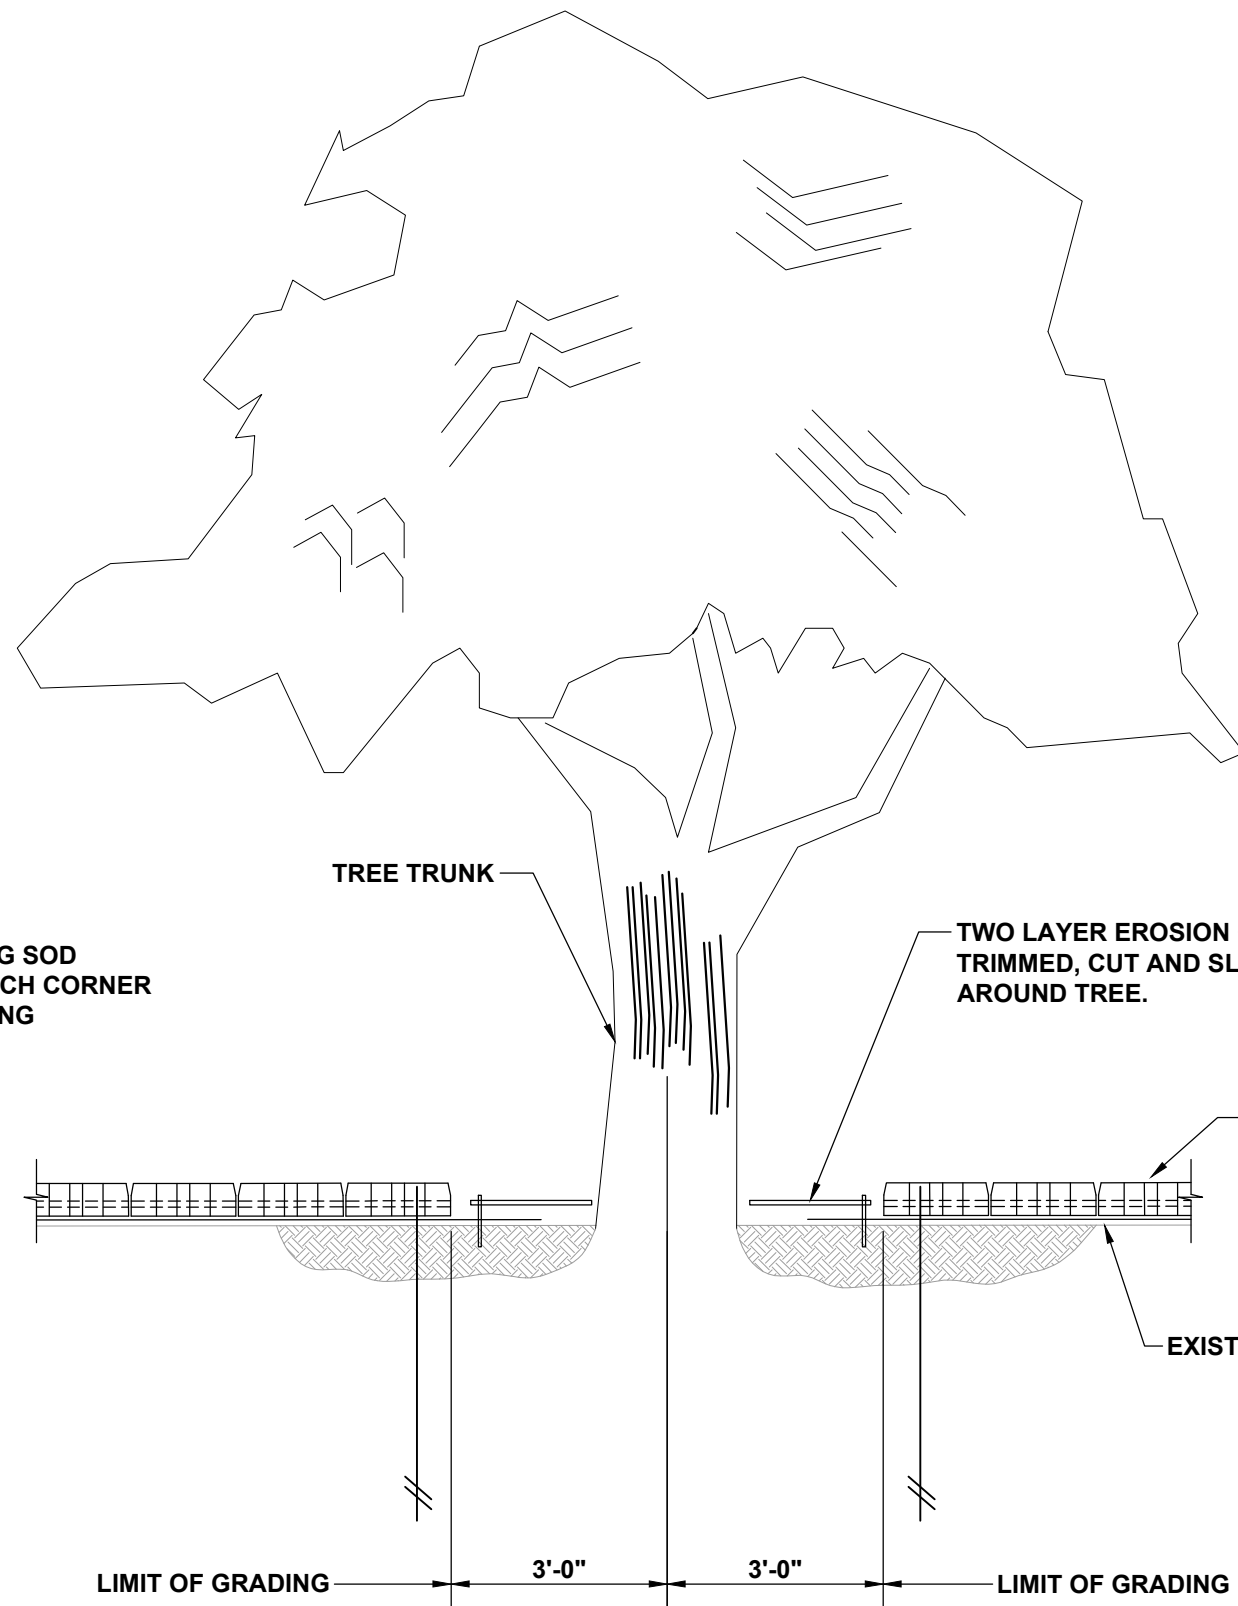 TREE TRUNK
G SOD
CH CORNER
NG
TWO LAYER EROSION
TRIMMED, CUT AND SL
AROUND TREE.
EXIST
3'-0"
3'-0"
LIMIT OF GRADING
LIMIT OF GRADING